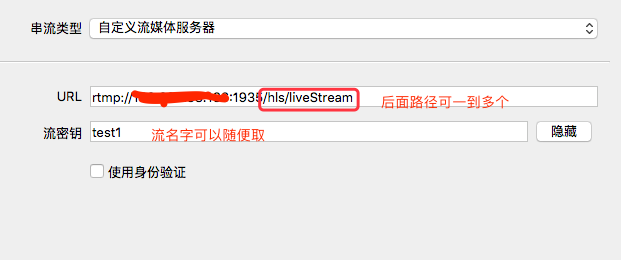 串流类型 自定义流媒体服务器
URL rtmp:// :1935/hls/liveStream 后面路径可一到多个
流密钥 test1 流名字可以随便取 隐藏
使用身份验证